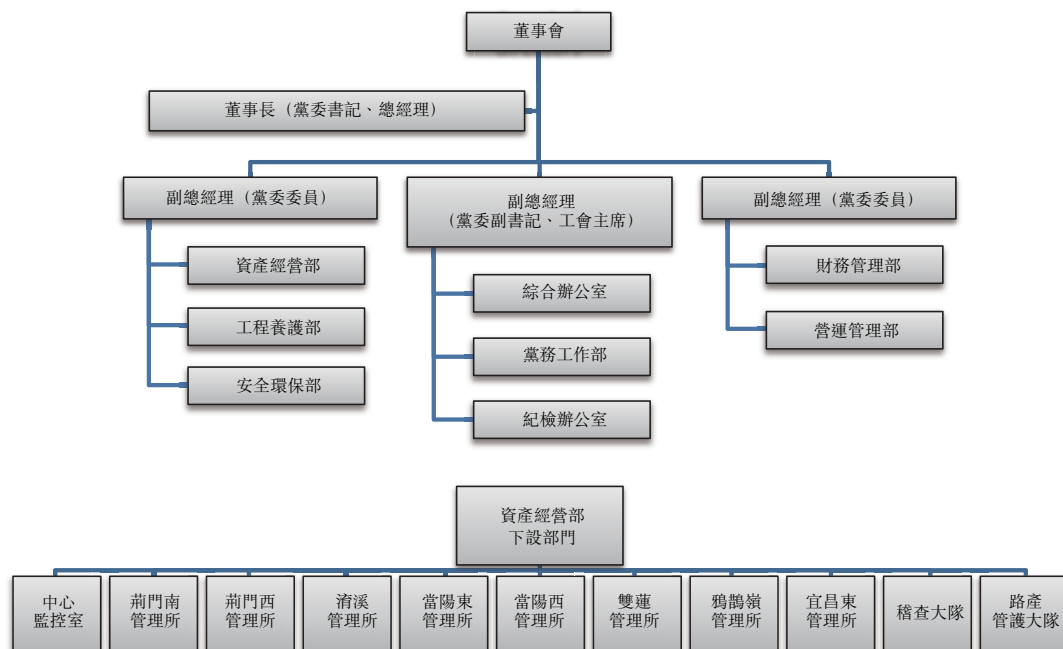 董事會
董事長（黨委書記、總經理）
副總經理（黨委委員）
資產經營部
工程養護部
安全環保部
副總經理
（黨委副書記、工會主席）
綜合辦公室
黨務工作部
紀檢辦公室
副總經理（黨委委員）
財務管理部
營運管理部
資產經營部
下設部門
中心
監控室
荊門南
管理所
荊門西
管理所
淯溪
管理所
當陽東
管理所
當陽西
管理所
雙蓮
管理所
鴉鵲嶺
管理所
宜昌東
管理所
稽查大隊
路產
管護大隊